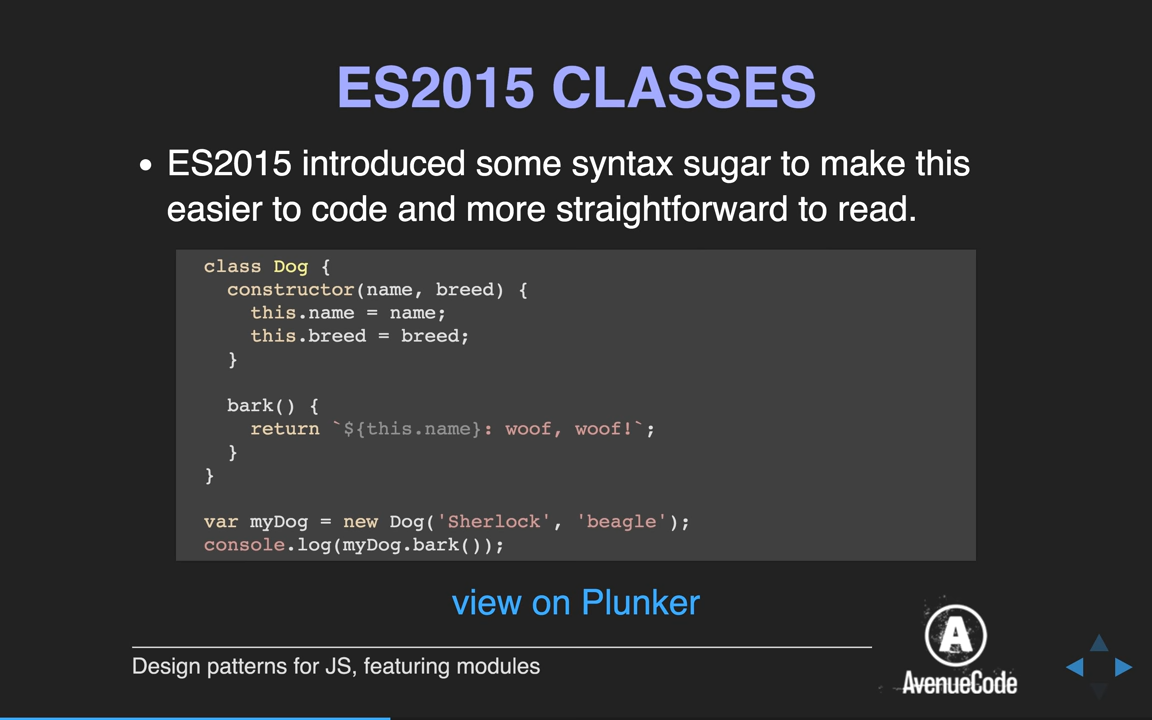 ES2015 CLASSES
• ES2015 introduced some syntax sugar to make this
easier to code and more straightforward to read.
class Dog {
  constructor(name, breed) {
    this.name = name;
    this.breed = breed;
  }

  bark() {
    return `${this.name}: woof, woof!`;
  }
}

var myDog = new Dog('Sherlock', 'beagle');
console.log(myDog.bark());
view on Plunker
Design patterns for JS, featuring modules
A
AvenueCode